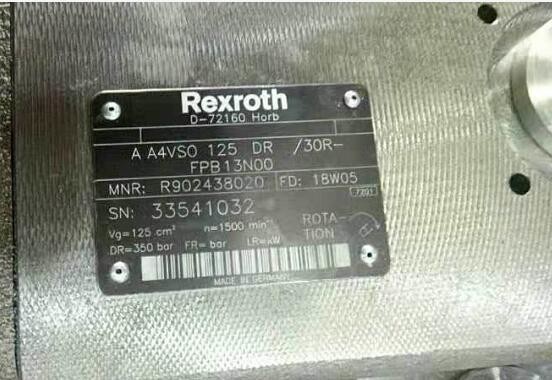 Rexroth
D-72160 Horb
A A4VSO 125 DR /30R-
FPB13N00
MNR: R902438020 FD: 18W05
7201
SN: 33541032
Vg=125 cm³ n=1500 min⁻¹
ROTA-
TION
DR=350 bar FR= bar LR= kW
MADE IN GERMANY